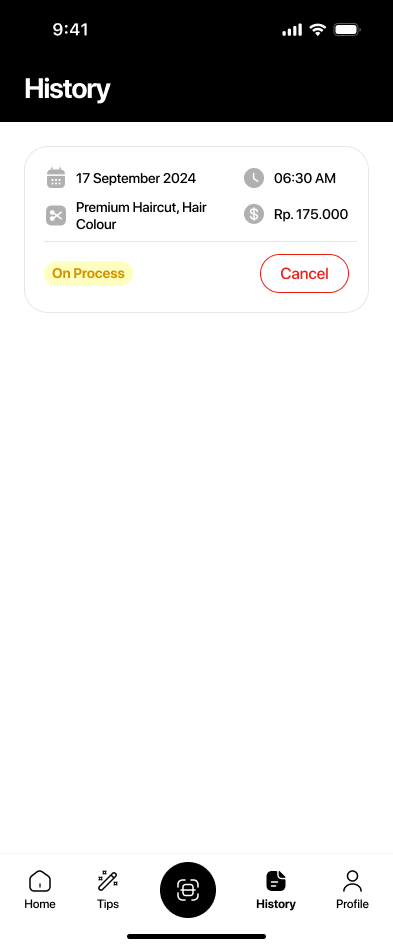 9:41
History
17 September 2024
06:30 AM
Premium Haircut, Hair
Colour
Rp. 175.000
On Process
Cancel
Home
Tips
History
Profile